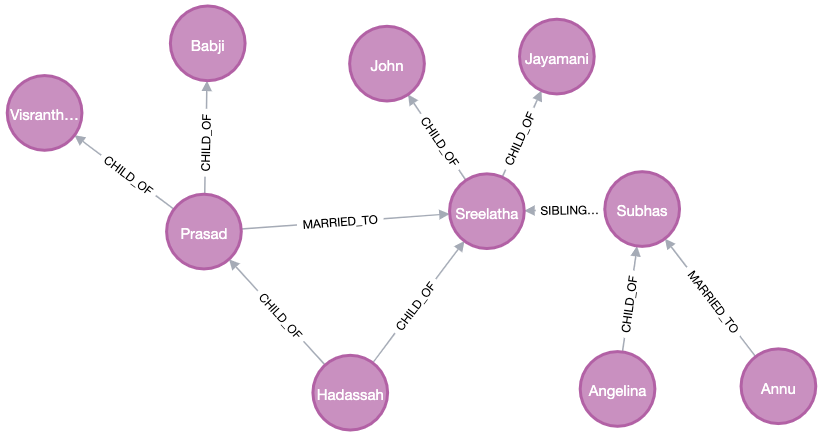 Babji
John
Jayamani
Visranth...
CHILD_OF
CHILD_OF
CHILD_OF
CHILD_OF
Prasad
MARRIED_TO
Sreelatha
SIBLING...
Subhas
CHILD_OF
CHILD_OF
CHILD_OF
MARRIED_TO
Hadassah
Angelina
Annu